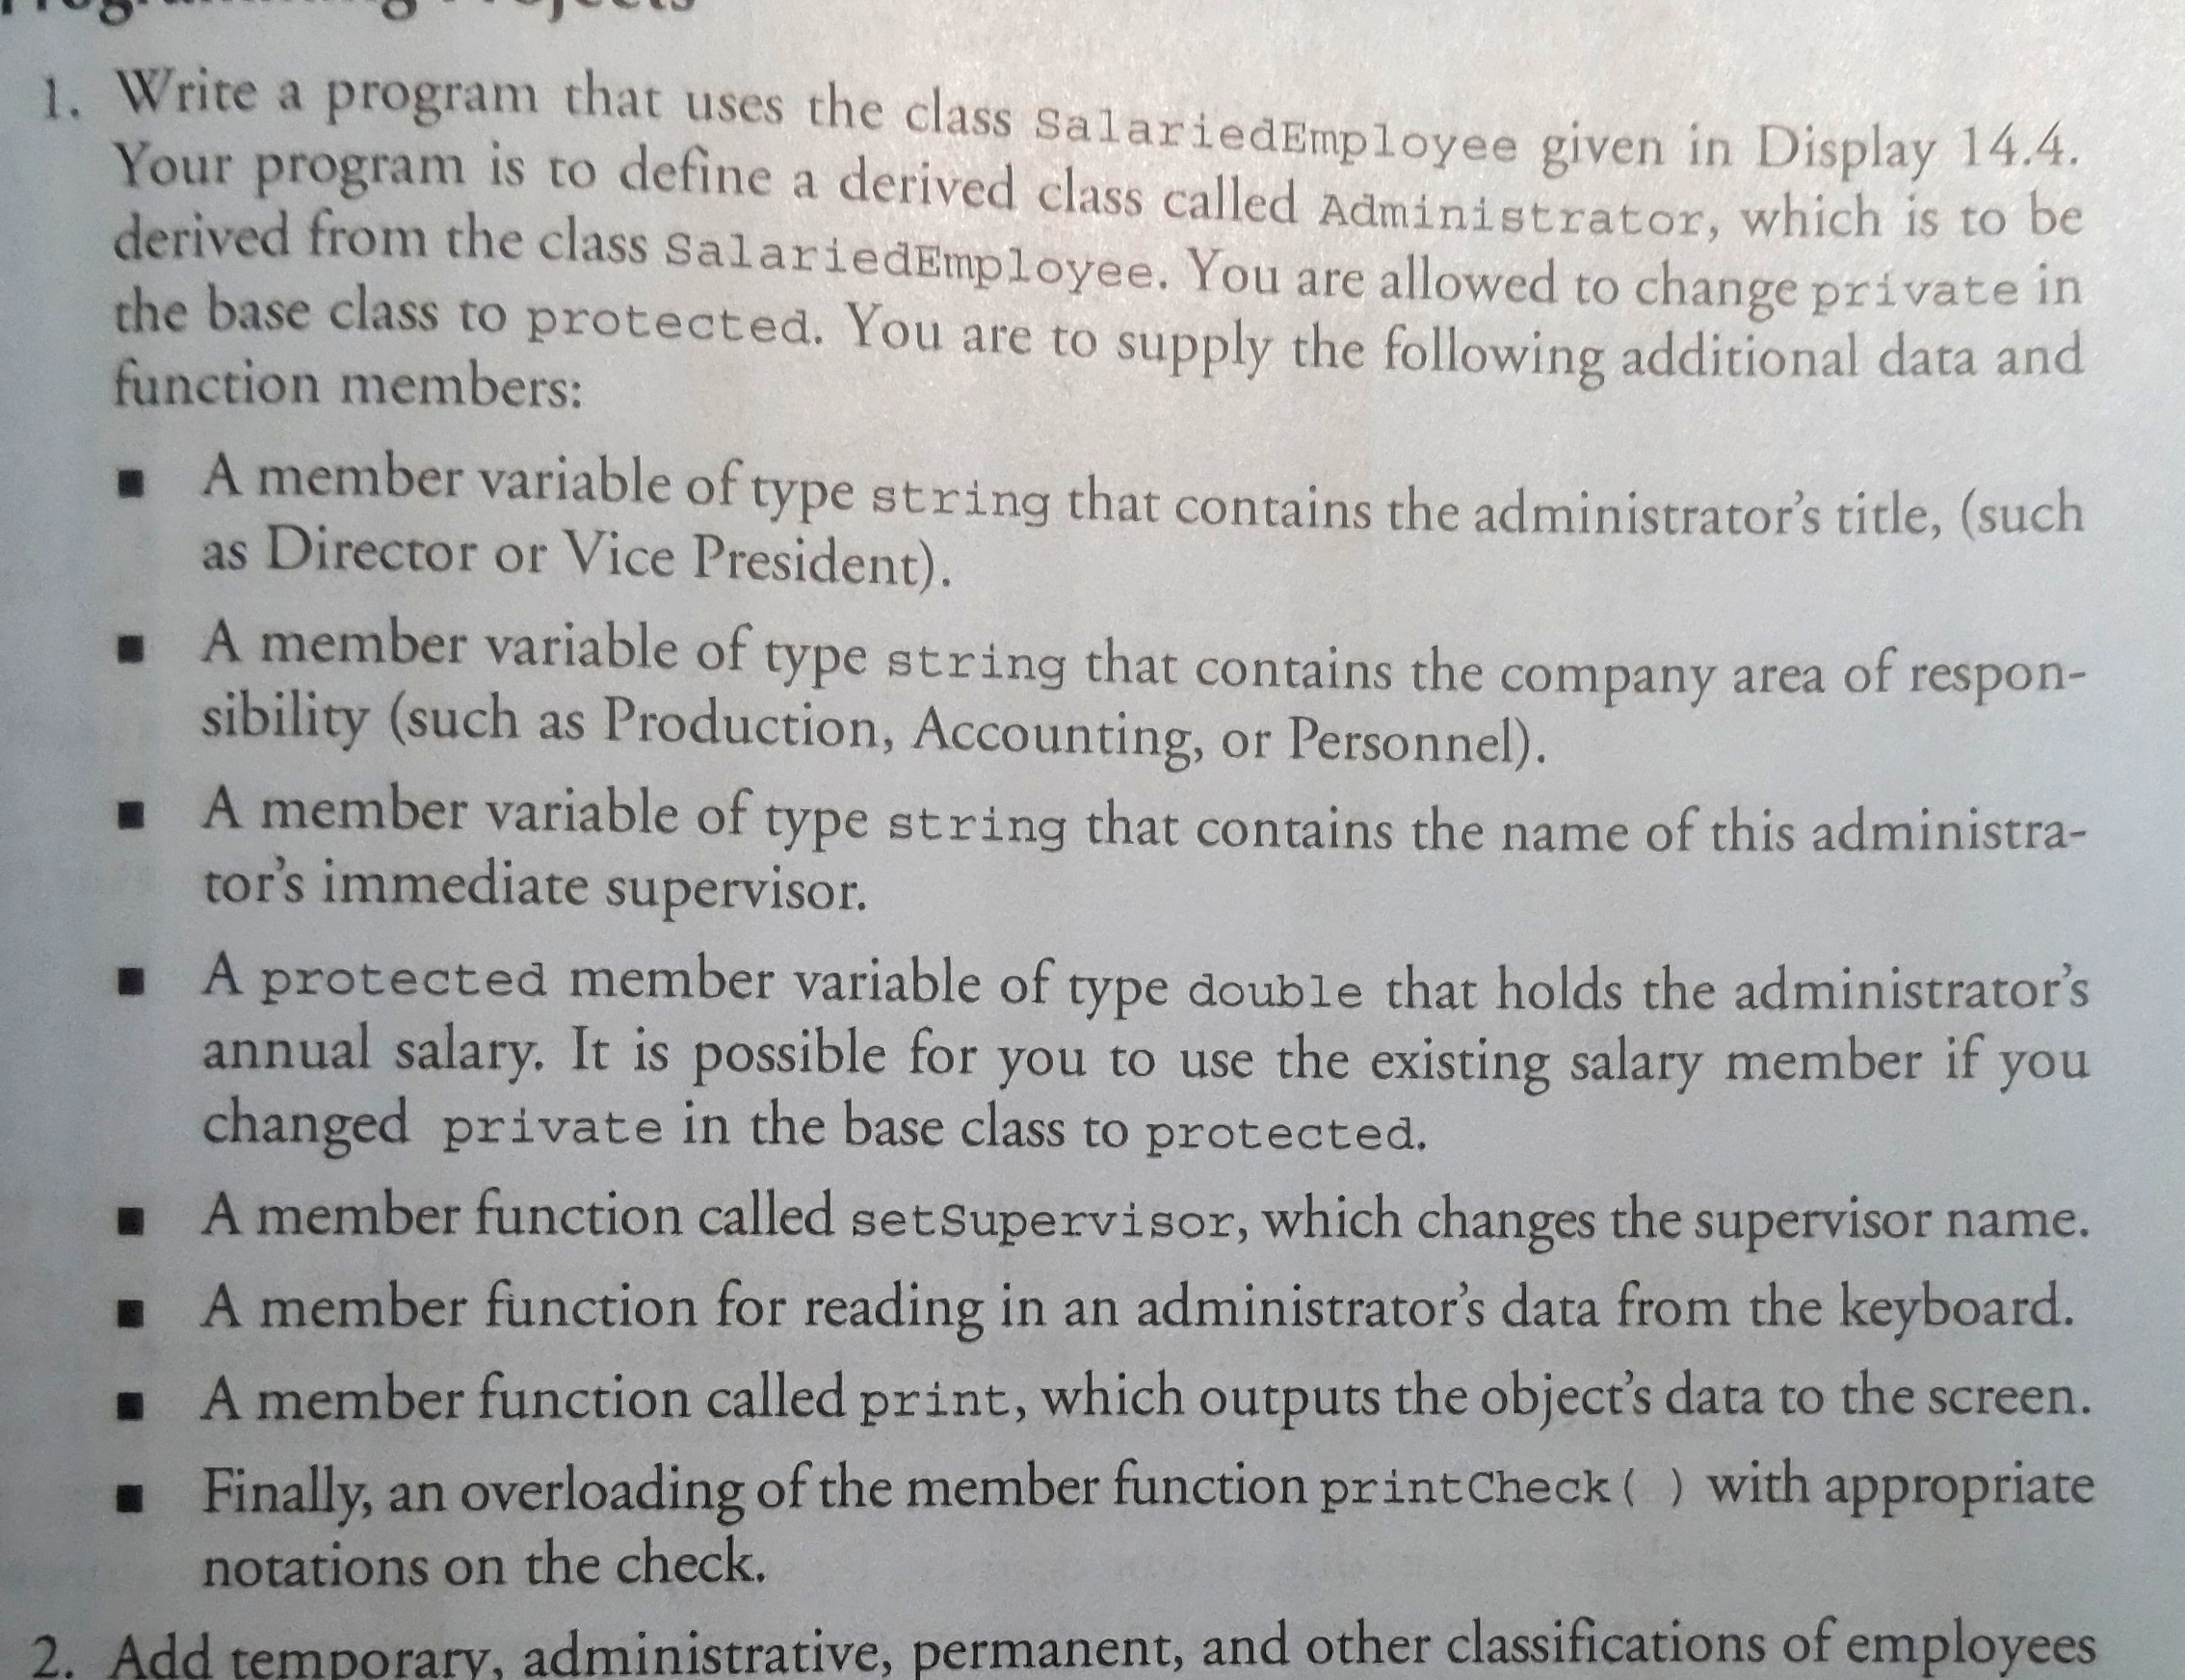 Programming Projects
1. Write a program that uses the class SalariedEmployee given in Display 14.4.
Your program is to define a derived class called Administrator, which is to be
derived from the class SalariedEmployee. You are allowed to change private in
the base class to protected. You are to supply the following additional data and
function members:
■ A member variable of type string that contains the administrator's title, (such
as Director or Vice President).
■ A member variable of type string that contains the company area of respon-
sibility (such as Production, Accounting, or Personnel).
■ A member variable of type string that contains the name of this administra-
tor's immediate supervisor.
■ A protected member variable of type double that holds the administrator's
annual salary. It is possible for you to use the existing salary member if you
changed private in the base class to protected.
■ A member function called setSupervisor, which changes the supervisor name.
■ A member function for reading in an administrator's data from the keyboard.
■ A member function called print, which outputs the object's data to the screen.
■ Finally, an overloading of the member function printCheck( ) with appropriate
notations on the check.
2. Add temporary, administrative, permanent, and other classifications of employees